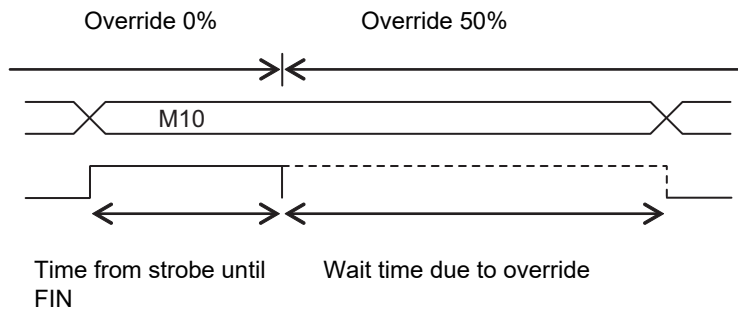 Override 0% Override 50%
M10
Time from strobe until Wait time due to override
FIN